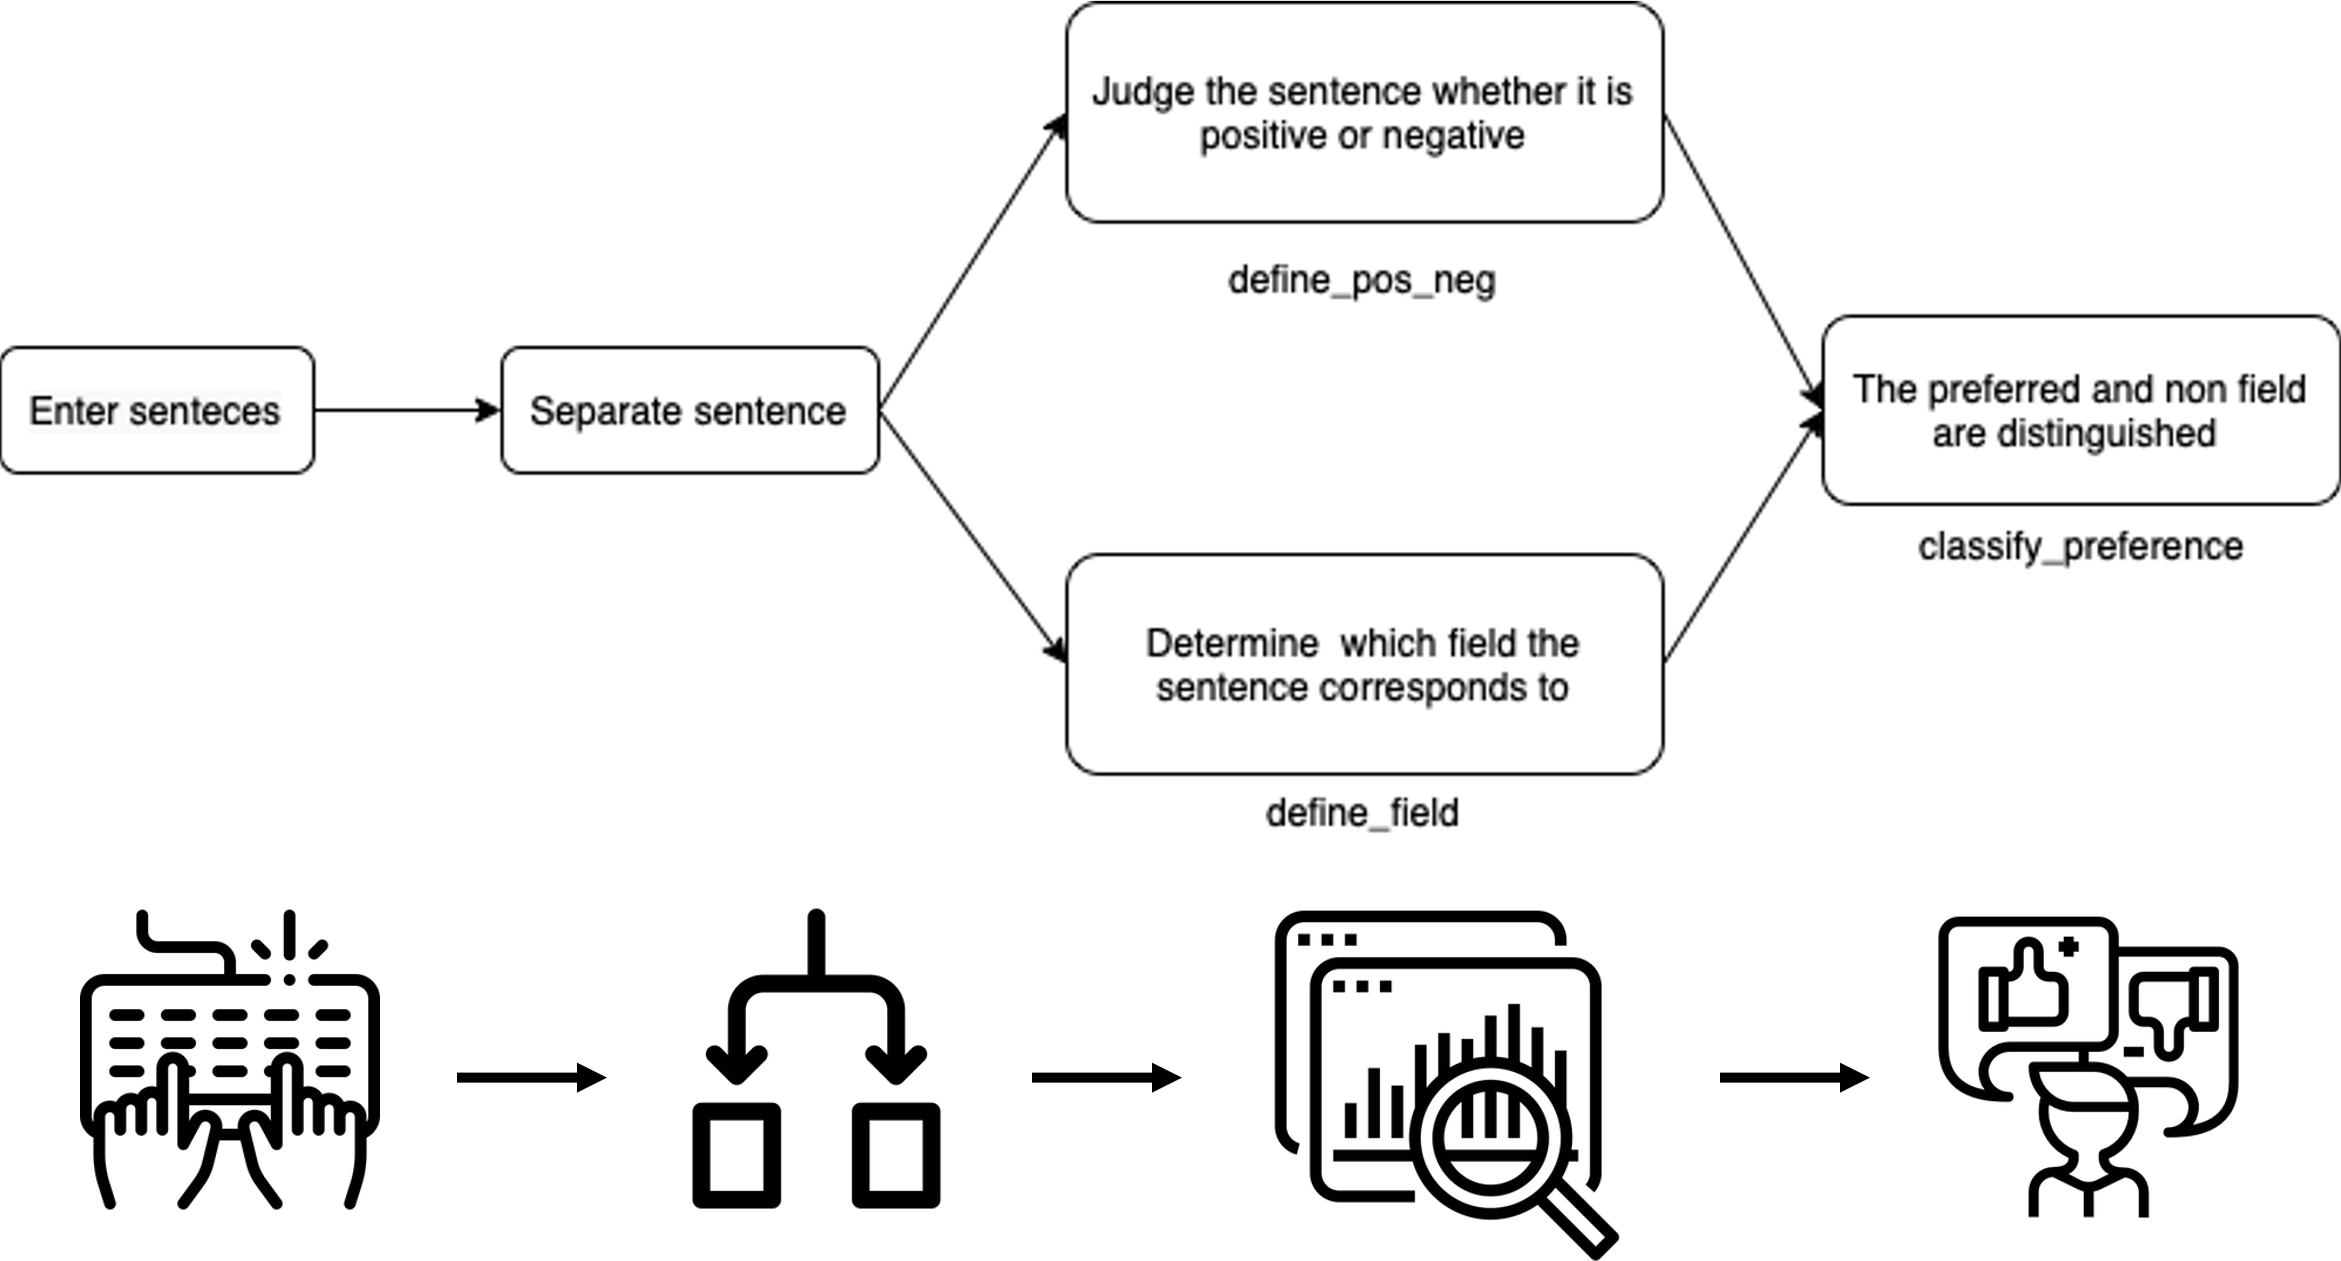 Enter senteces
Separate sentence
Judge the sentence whether it is
positive or negative
define_pos_neg
Determine  which field the
sentence corresponds to
define_field
The preferred and non field
are distinguished
classify_preference